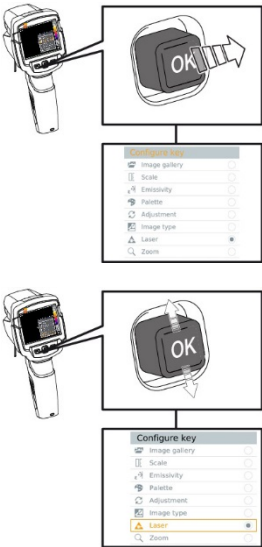 OK
Configure key
Image gallery
Scale
Emissivity
Palette
Adjustment
Image type
Laser
Zoom
OK
Configure key
Image gallery
Scale
Emissivity
Palette
Adjustment
Image type
Laser
Zoom